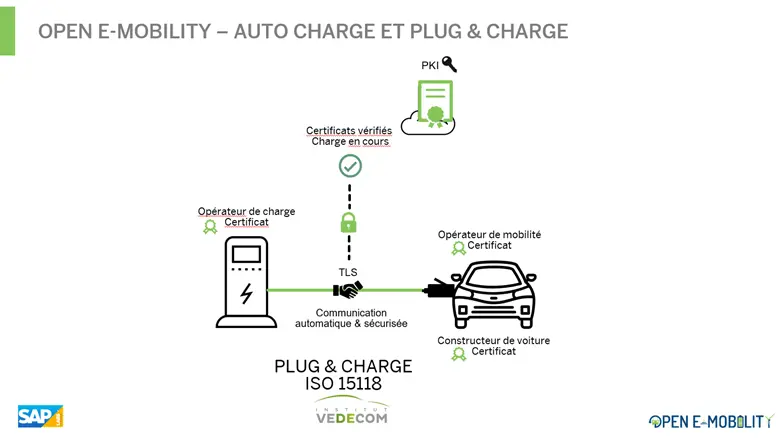 OPEN E-MOBILITY – AUTO CHARGE ET PLUG & CHARGE
PKI
Certificats vérifiés
Charge en cours
Opérateur de charge
Certificat
Opérateur de mobilité
Certificat
TLS
Communication
automatique & sécurisée
Constructeur de voiture
Certificat
PLUG & CHARGE
ISO 15118
INSTITUT
VEDECOM
SAP
OPEN E-MOBILITY